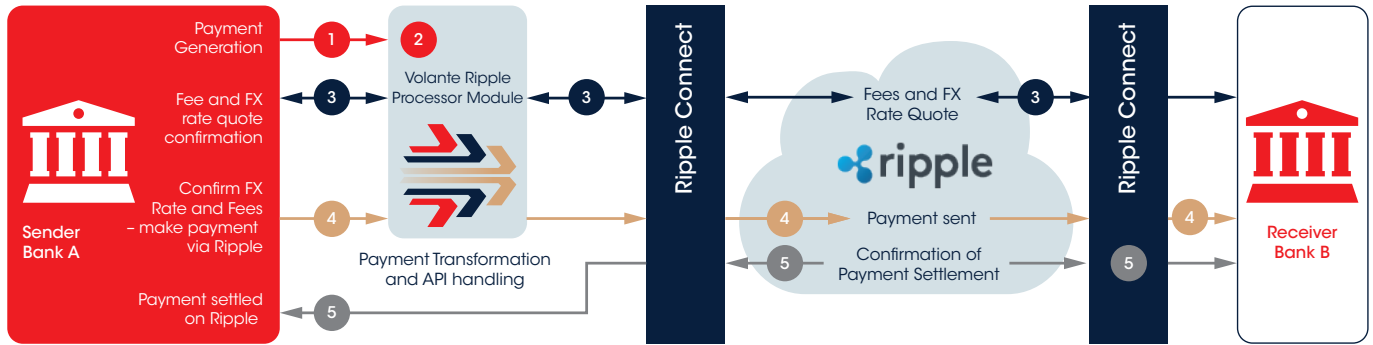 Payment
Generation
1
2
Volante Ripple
Processor Module
Fee and FX
rate quote
confirmation
3
3
Ripple Connect
Fees and FX
Rate Quote
3
Ripple Connect
ripple
Sender
Bank A
Confirm FX
Rate and Fees
– make payment
via Ripple
4
4
Payment sent
4
Receiver
Bank B
Payment Transformation
and API handling
5
Confirmation of
Payment Settlement
5
Payment settled
on Ripple
5